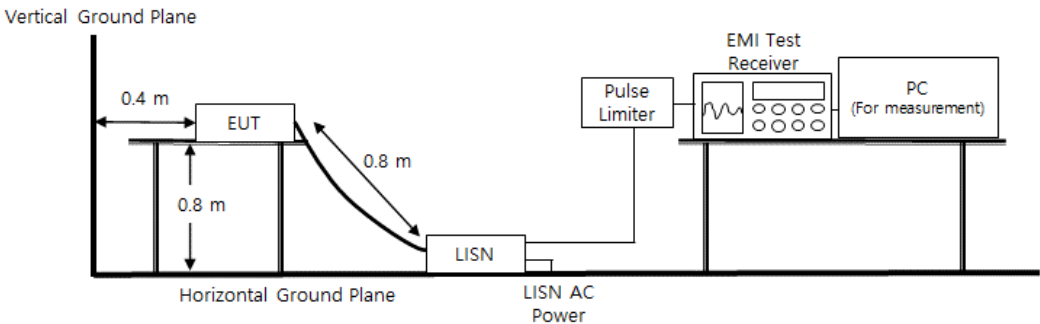 Vertical Ground Plane
0.4 m
EUT
0.8 m
0.8 m
LISN
Horizontal Ground Plane
LISN AC
Power
Pulse
Limiter
EMI Test
Receiver
PC
(For measurement)